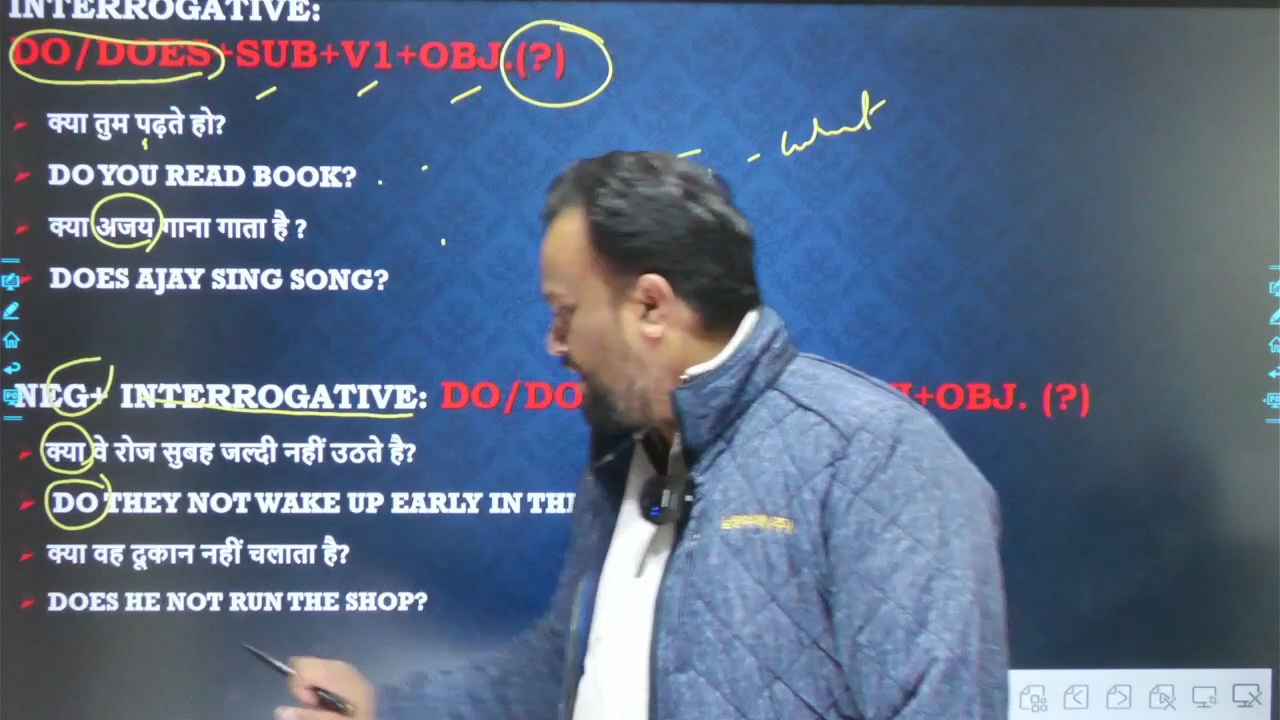 INTERROGATIVE:
DO/DOES+SUB+V1+OBJ.(?)
क्या तुम पढ़ते हो?
what
DO YOU READ BOOK?
क्या अजय गाना गाता है ?
DOES AJAY SING SONG?
NEG+ INTERROGATIVE: DO/DO +OBJ. (?)
क्या वे रोज सुबह जल्दी नहीं उठते है?
DO THEY NOT WAKE UP EARLY IN
क्या वह दूकान नहीं चलाता है?
DOES HE NOT RUN THE SHOP?